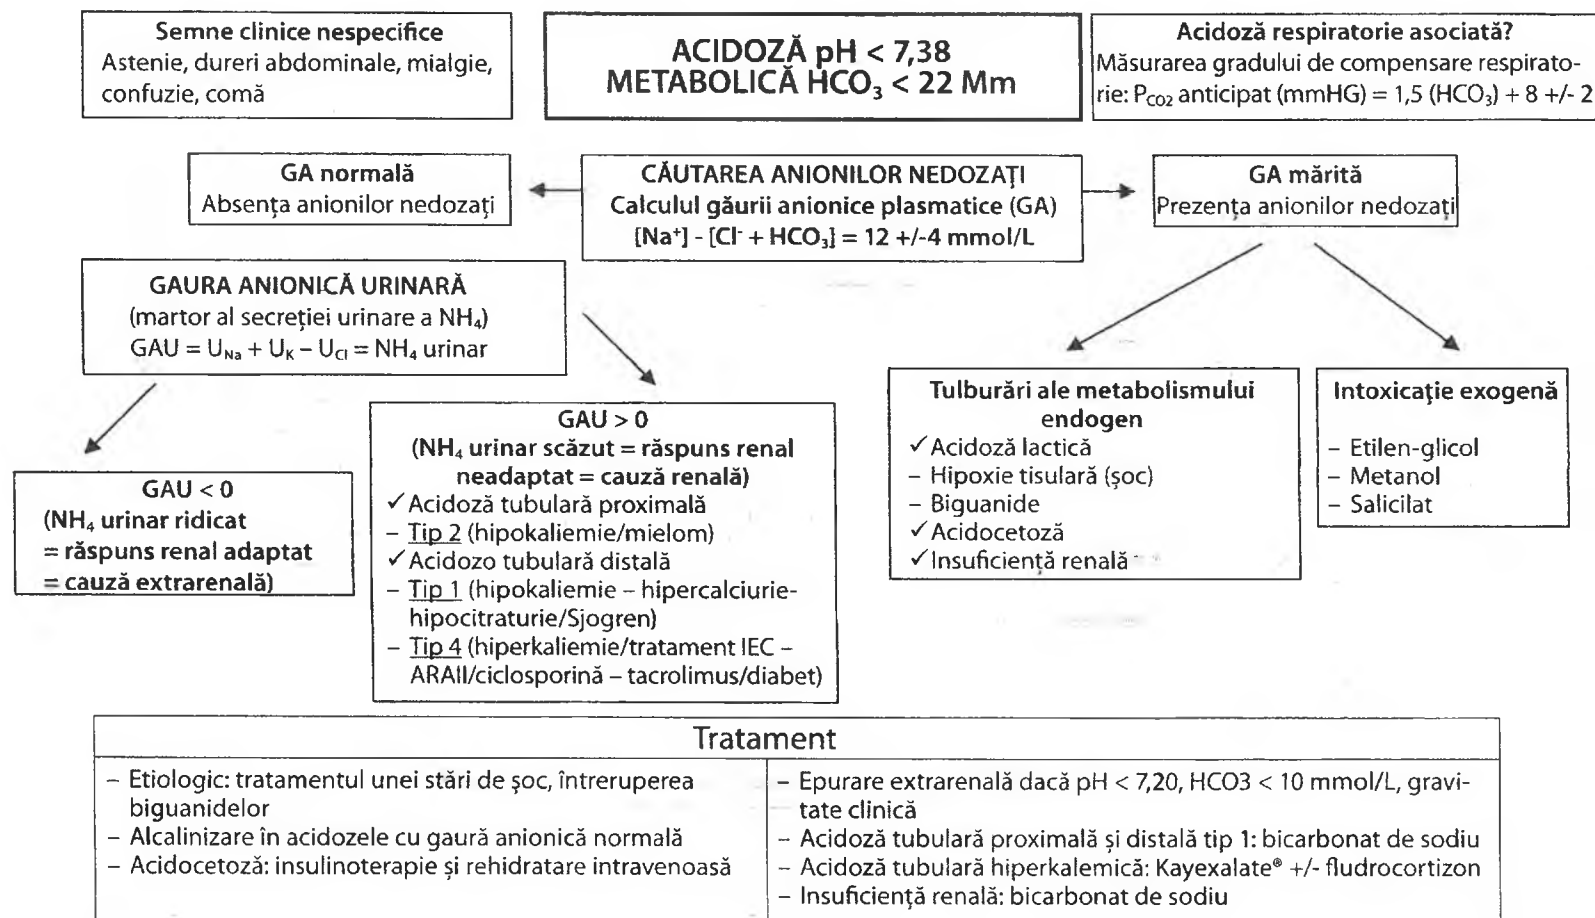 Semne clinice nespecifice
Astenie, dureri abdominale, mialgie,
confuzie, comă
ACIDOZĂ pH < 7,38
METABOLICĂ HCO₃ < 22 Mm
Acidoză respiratorie asociată?
Măsurarea gradului de compensare respirato-
rie: P_CO2 anticipat (mmHG) = 1,5 (HCO₃) + 8 +/- 2
GA normală
Absența anionilor nedozați
CĂUTAREA ANIONILOR NEDOZAȚI
Calculul găurii anionice plasmatice (GA)
[Na⁺] - [Cl⁻ + HCO₃] = 12 +/-4 mmol/L
GA mărită
Prezența anionilor nedozați
GAURA ANIONICĂ URINARĂ
(martor al secreției urinare a NH₄)
GAU = U_Na + U_K – U_Cl = NH₄ urinar
GAU < 0
(NH₄ urinar ridicat
= răspuns renal adaptat
= cauză extrarenală)
GAU > 0
(NH₄ urinar scăzut = răspuns renal
neadaptat = cauză renală)
✓ Acidoză tubulară proximală
– Tip 2 (hipokaliemie/mielom)
✓ Acidozo tubulară distală
– Tip 1 (hipokaliemie – hipercalciurie-
hipocitraturie/Sjogren)
– Tip 4 (hiperkaliemie/tratament IEC –
ARAII/ciclosporină – tacrolimus/diabet)
Tulburări ale metabolismului
endogen
✓ Acidoză lactică
– Hipoxie tisulară (șoc)
– Biguanide
✓ Acidocetoză
✓ Insuficiență renală
Intoxicație exogenă
– Etilen-glicol
– Metanol
– Salicilat
Tratament
– Etiologic: tratamentul unei stări de șoc, întreruperea
biguanidelor
– Alcalinizare în acidozele cu gaură anionică normală
– Acidocetoză: insulinoterapie și rehidratare intravenoasă
– Epurare extrarenală dacă pH < 7,20, HCO3 < 10 mmol/L, gravi-
tate clinică
– Acidoză tubulară proximală și distală tip 1: bicarbonat de sodiu
– Acidoză tubulară hiperkalemică: Kayexalate® +/- fludrocortizon
– Insuficiență renală: bicarbonat de sodiu